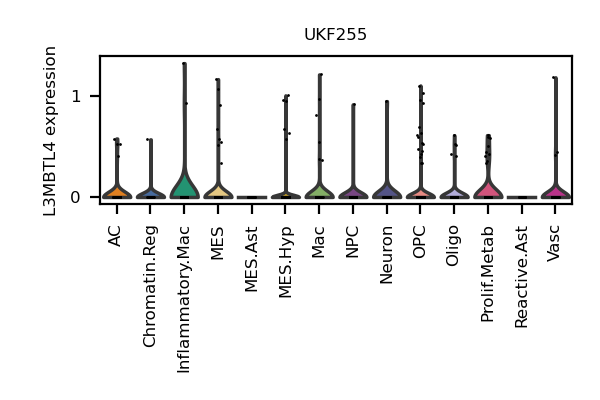 UKF255
L3MBTL4 expression
1
0
AC
Chromatin.Reg
Inflammatory.Mac
MES
MES.Ast
MES.Hyp
Mac
NPC
Neuron
OPC
Oligo
Prolif.Metab
Reactive.Ast
Vasc